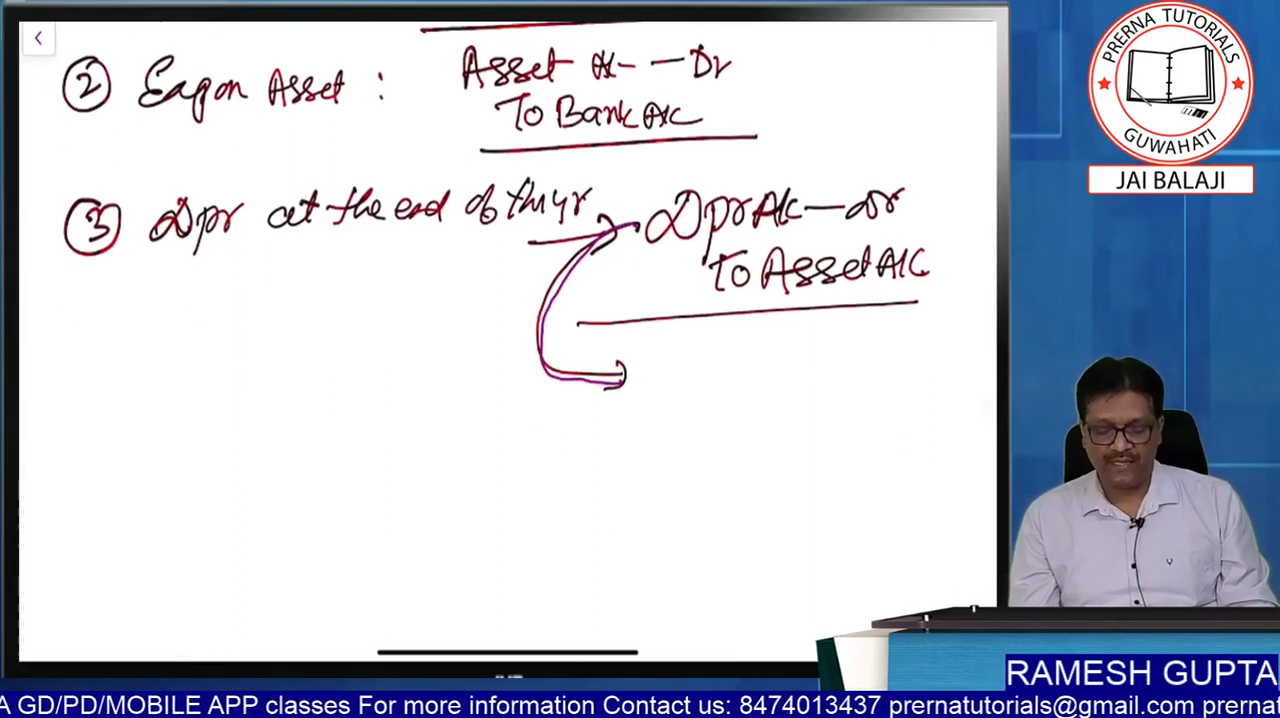 ② Exp on Asset :
Asset A/c - Dr
To Bank A/c
③ Dpr at the end of the yr
Dpr A/c - Dr
To Asset A/c
PRERNA TUTORIALS
GUWAHATI
JAI BALAJI
RAMESH GUPTA
A GD/PD/MOBILE APP classes For more information Contact us: 8474013437 prernatutorials@gmail.com prerna